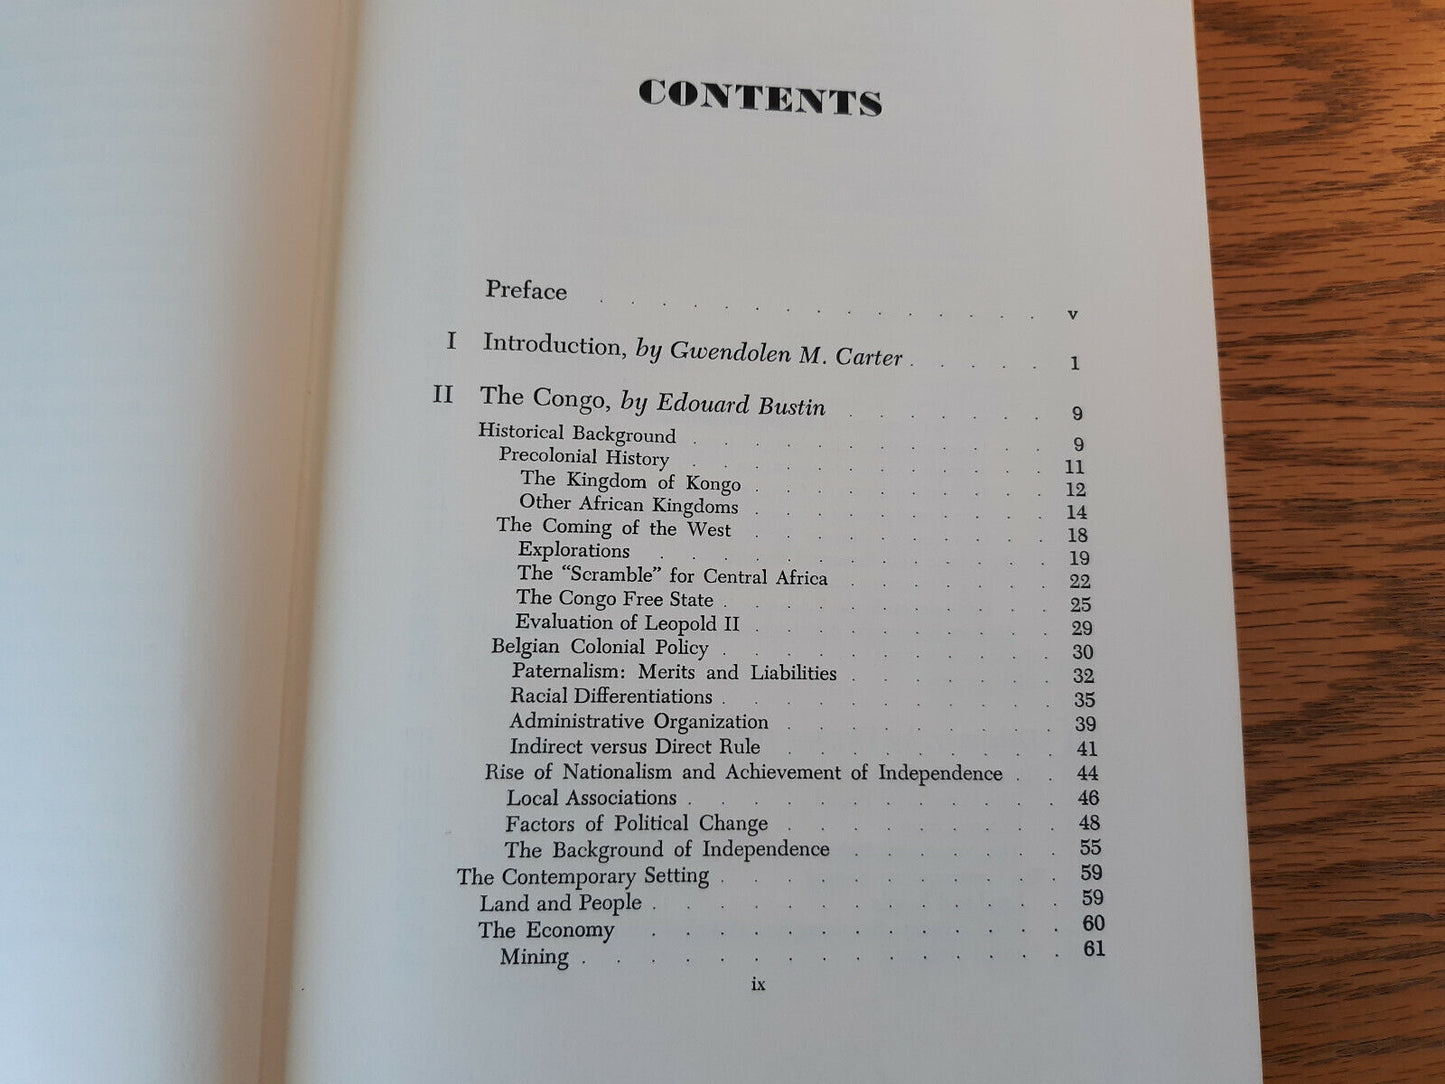 CONTENTS
Preface . . . . . . . . . . . . . . . v
I Introduction, by Gwendolen M. Carter . . . . . 1
II The Congo, by Edouard Bustin . . . . . . . 9
Historical Background . . . . . . . . . . . 9
Precolonial History . . . . . . . . . . . . 11
The Kingdom of Kongo . . . . . . . . . . 12
Other African Kingdoms . . . . . . . . . . 14
The Coming of the West . . . . . . . . . . 18
Explorations . . . . . . . . . . . . . 19
The "Scramble" for Central Africa . . . . . . . 22
The Congo Free State . . . . . . . . . . . 25
Evaluation of Leopold II . . . . . . . . . . 29
Belgian Colonial Policy . . . . . . . . . . . 30
Paternalism: Merits and Liabilities . . . . . . . 32
Racial Differentiations . . . . . . . . . . . 35
Administrative Organization . . . . . . . . . 39
Indirect versus Direct Rule . . . . . . . . . 41
Rise of Nationalism and Achievement of Independence . . 44
Local Associations . . . . . . . . . . . . 46
Factors of Political Change . . . . . . . . . 48
The Background of Independence . . . . . . . 55
The Contemporary Setting . . . . . . . . . . . 59
Land and People . . . . . . . . . . . . . 59
The Economy . . . . . . . . . . . . . 60
Mining . . . . . . . . . . . . . . . 61
ix